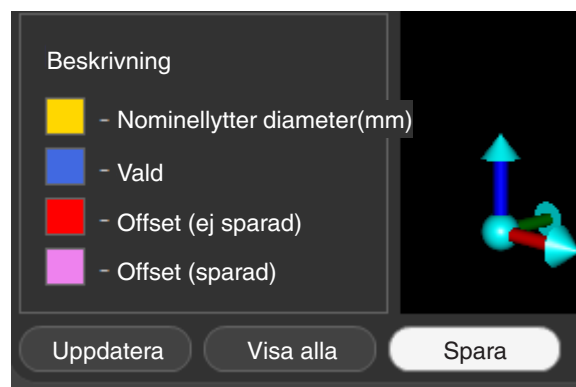 Beskrivning
- Nominellytter diameter(mm)
- Vald
- Offset (ej sparad)
- Offset (sparad)
Uppdatera
Visa alla
Spara